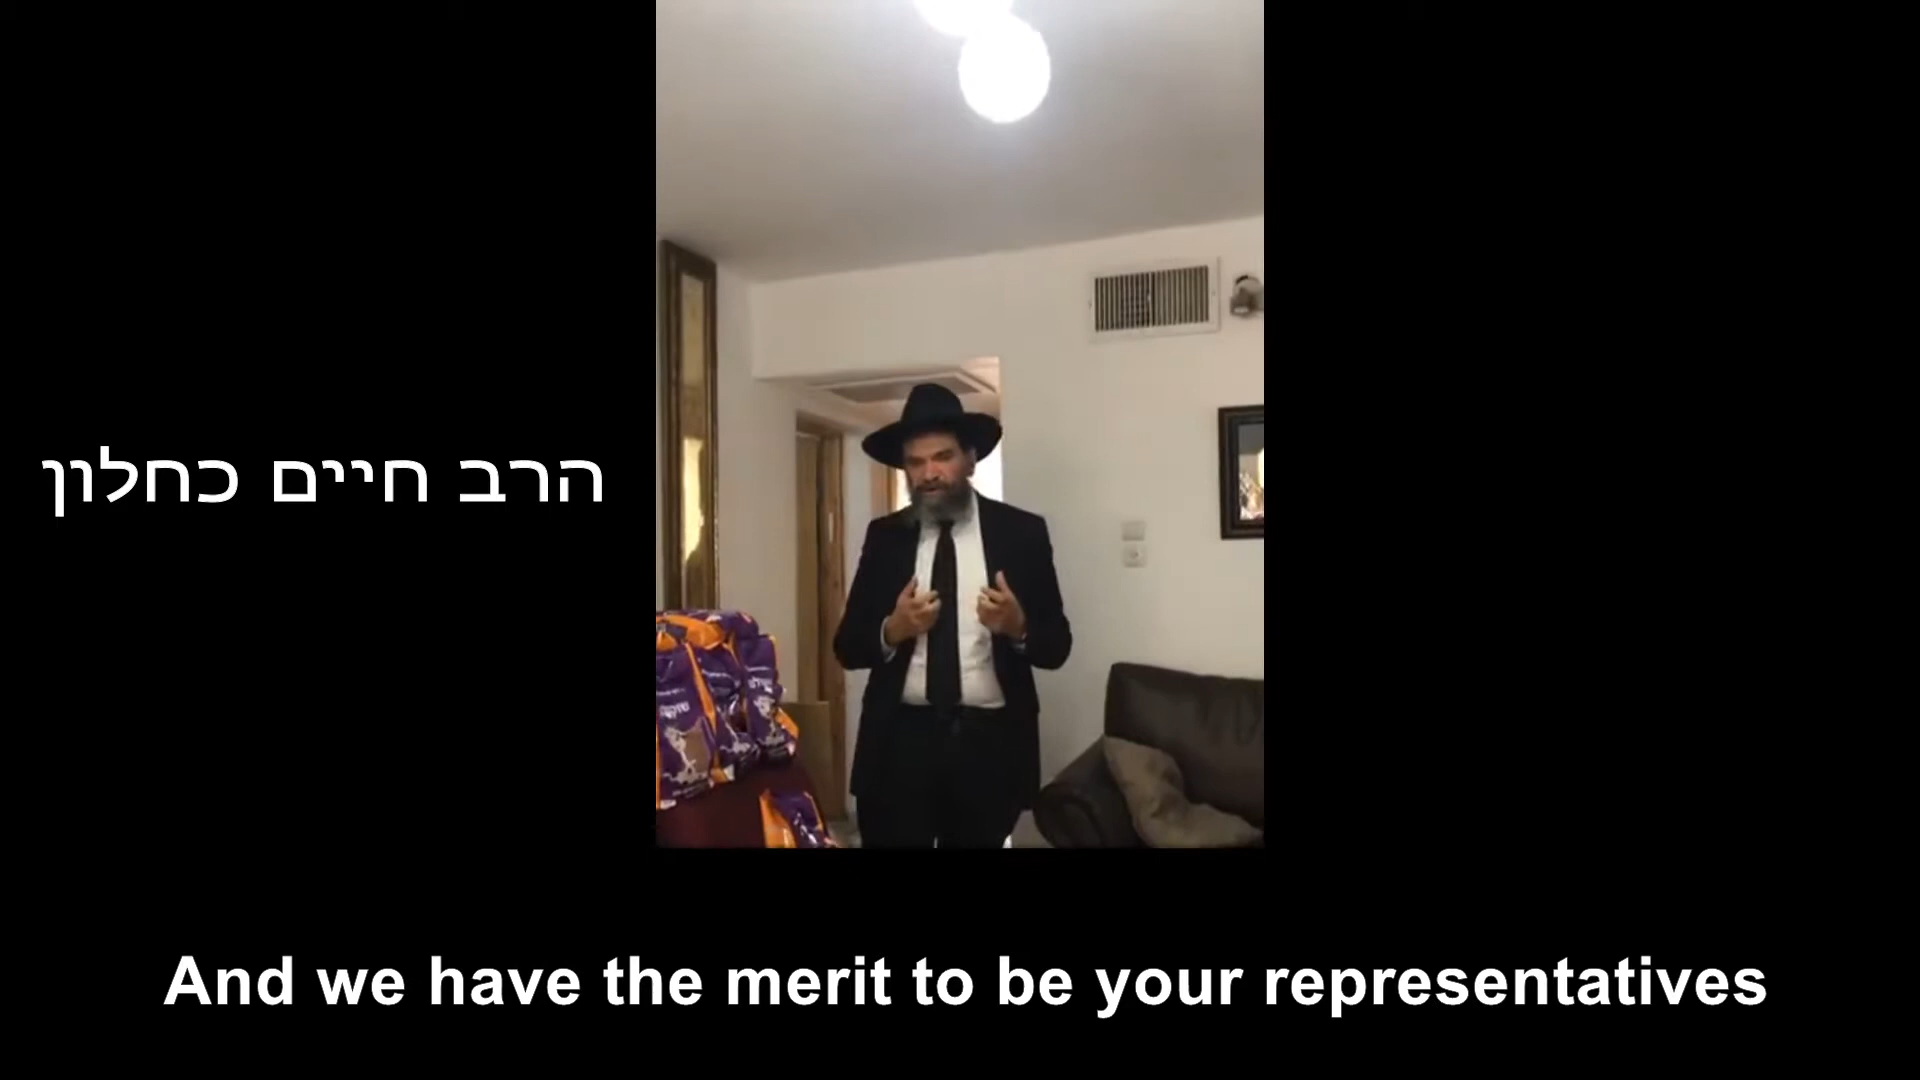 הרב חיים כחלון
And we have the merit to be your representatives